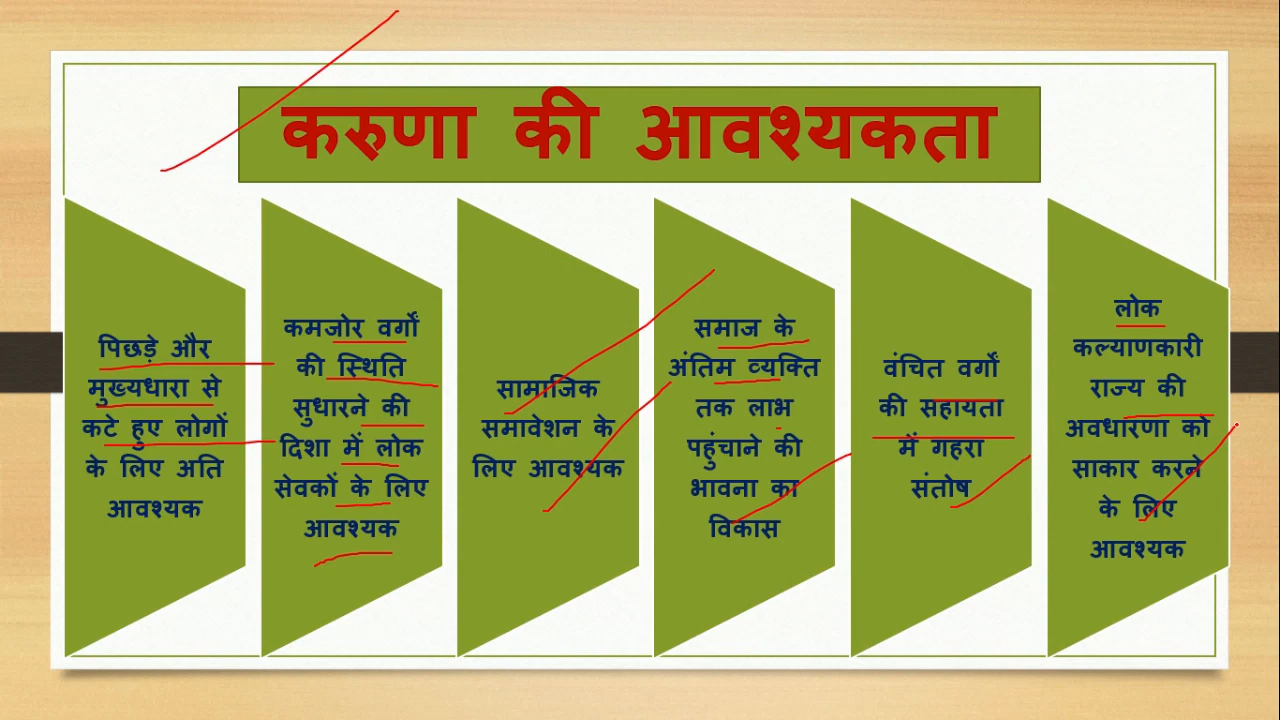 करुणा की आवश्यकता
पिछड़े और
मुख्यधारा से
कटे हुए लोगों
के लिए अति
आवश्यक
कमजोर वर्गों
की स्थिति
सुधारने की
दिशा में लोक
सेवकों के लिए
आवश्यक
सामाजिक
समावेशन के
लिए आवश्यक
समाज के
अंतिम व्यक्ति
तक लाभ
पहुंचाने की
भावना का
विकास
वंचित वर्गों
की सहायता
में गहरा
संतोष
लोक
कल्याणकारी
राज्य की
अवधारणा को
साकार करने
के लिए
आवश्यक